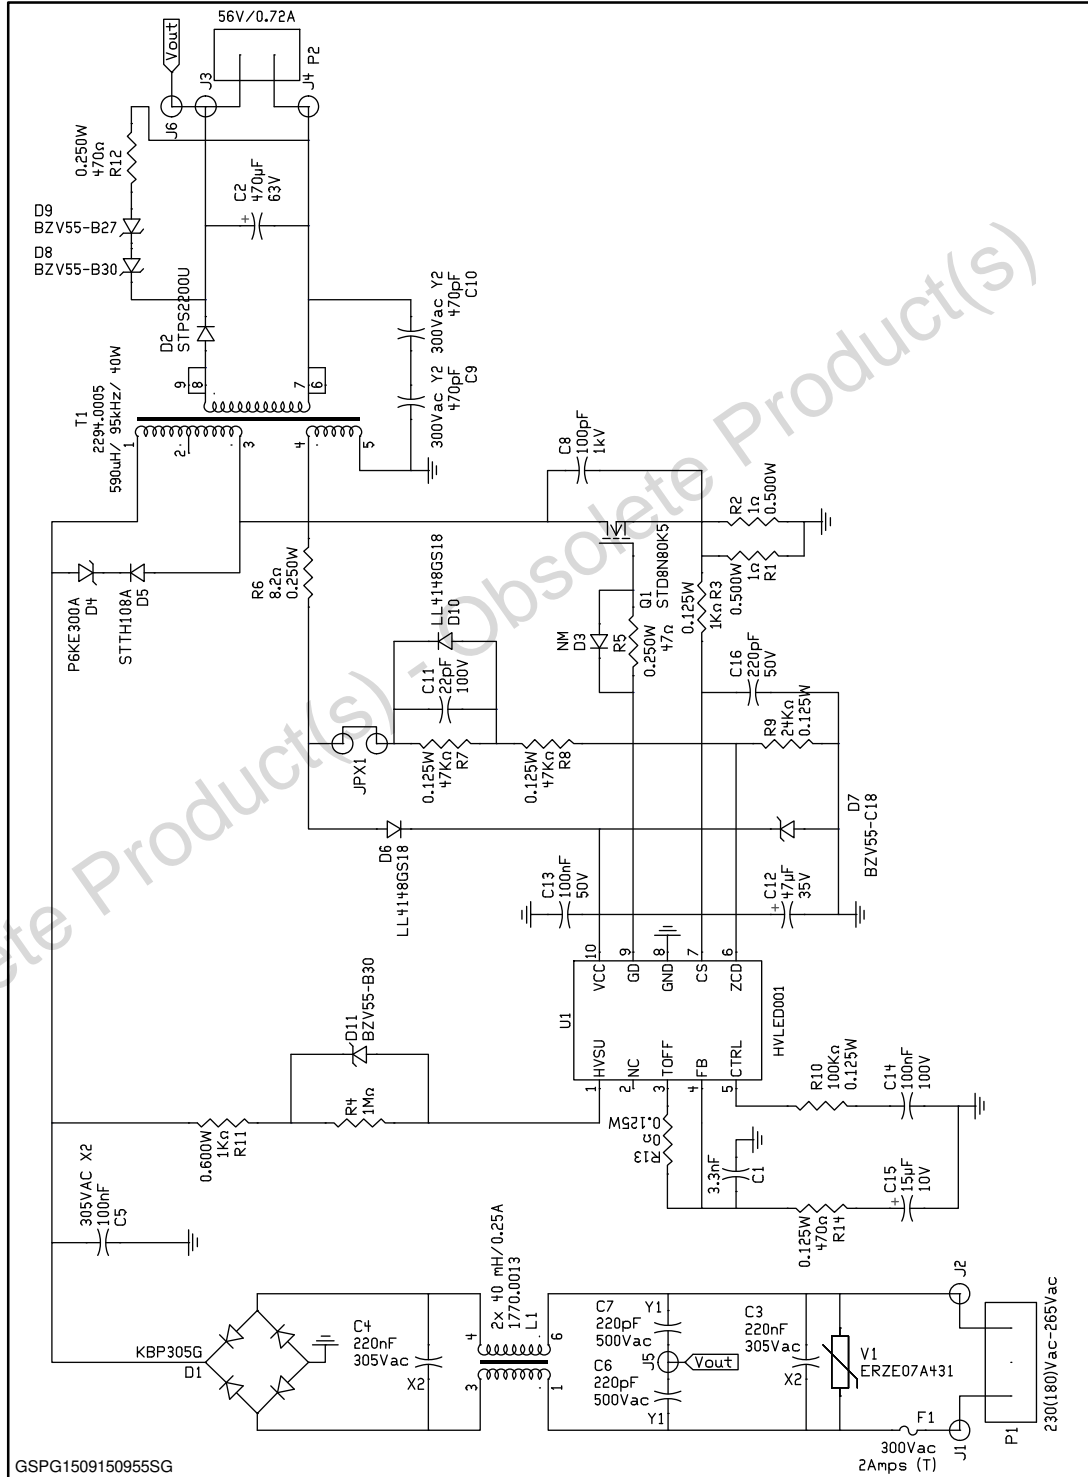 56V/0.72A
P2
Vout
J3
J4
J6
0.250W
470Ω
R12
D9
BZV55-B27
D8
BZV55-B30
C2
470µF
63V
+
D2
STPS2200U
300Vac Y2
470pF
C10
300Vac Y2
470pF
C9
T1
2294.0005
590uH/ 95kHz/ 40W
9
8
7
6
1
2
3
4
5
P6KE300A
D4
STTH108A
D5
R6
8.2Ω
0.250W
C8
100pF
1kV
R2
1Ω
0.500W
0.500W
1Ω
R1
Q1
STD8N80K5
0.125W
1KΩ R3
NM
D3
R5
0.250W
47Ω
LL4148GS18
D10
C11
22pF
100V
C16
220pF
50V
JPX1
0.125W
47KΩ
R7
0.125W
47KΩ
R8
R9
24KΩ
0.125W
D6
LL4148GS18
D7
BZV55-C18
C13
100nF
50V
C12
47µF
35V
+
U1
HVLED001
VCC 10
GD 9
GND 8
CS 7
ZCD 6
HVSU 1
NC 2
TOFF 3
FB 4
CTRL 5
D11
BZV55-B30
R4
1MΩ
0.600W
1KΩ
R11
305VAC X2
100nF
C5
R13
0Ω
0.125W
3.3nF
C1
R10
100KΩ
0.125W
C14
100nF
100V
0.125W
470Ω
R14
C15
15µF
10V
+
KBP305G
D1
C4
220nF
305Vac
X2
2x 40 mH/0.25A
1770.0013
L1
4
6
3
1
C7
220pF
500Vac
Y1
J5
Vout
C6
220pF
500Vac
Y1
C3
220nF
305Vac
X2
V1
ERZE07A431
F1
300Vac
2Amps (T)
J2
J1
P1
230(180)Vac-265Vac
GSPG1509150955SG
ete Product(s) - Obsolete Product(s)